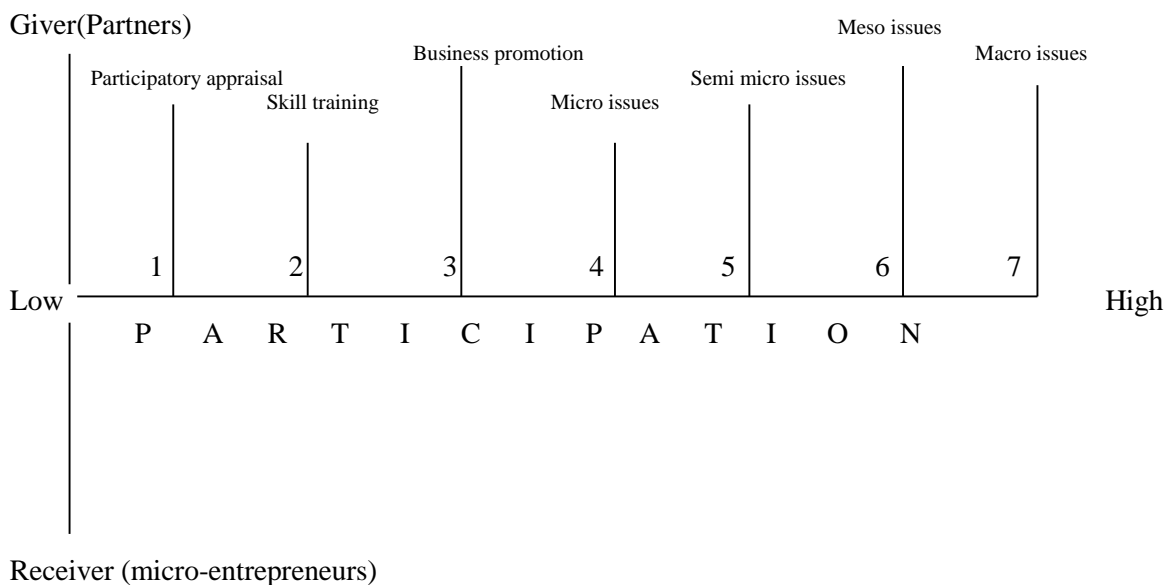 Giver(Partners)
Meso issues
Business promotion
Macro issues
Participatory appraisal
Semi micro issues
Skill training
Micro issues
1 2 3 4 5 6 7
Low
High
P A R T I C I P A T I O N
Receiver (micro-entrepreneurs)